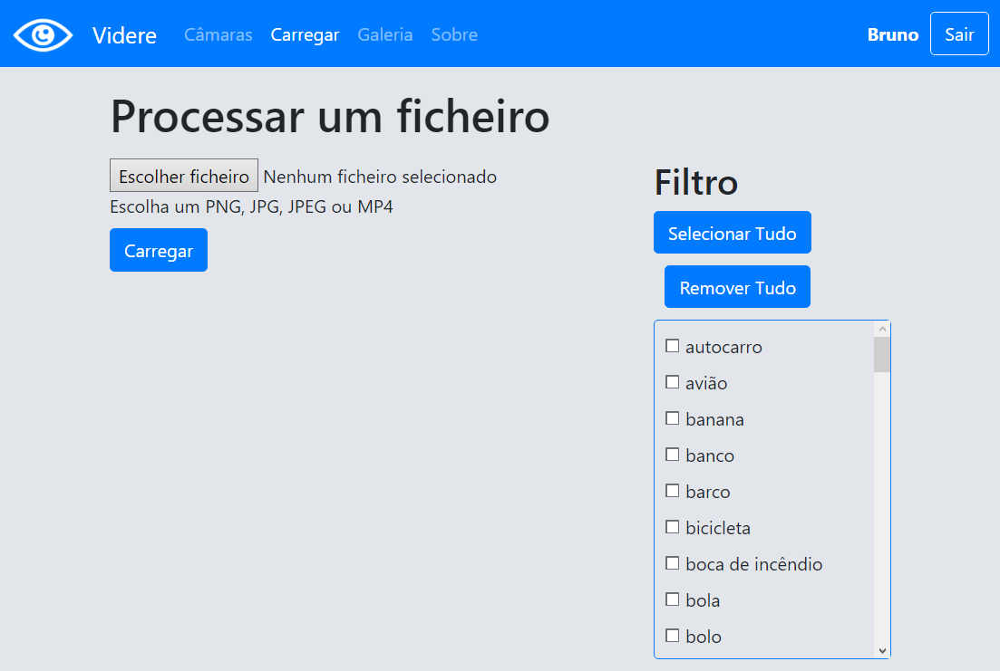 Videre Câmaras Carregar Galeria Sobre Bruno Sair
Processar um ficheiro
Escolher ficheiro Nenhum ficheiro selecionado
Escolha um PNG, JPG, JPEG ou MP4
Carregar
Filtro
Selecionar Tudo
Remover Tudo
autocarro
avião
banana
banco
barco
bicicleta
boca de incêndio
bola
bolo